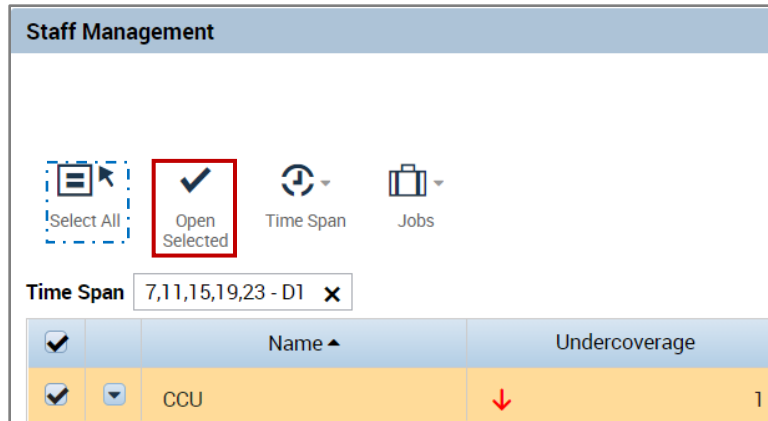 Staff Management
Select All
Open
Selected
Time Span
Jobs
Time Span 7,11,15,19,23 - D1
Name Undercoverage
CCU 1